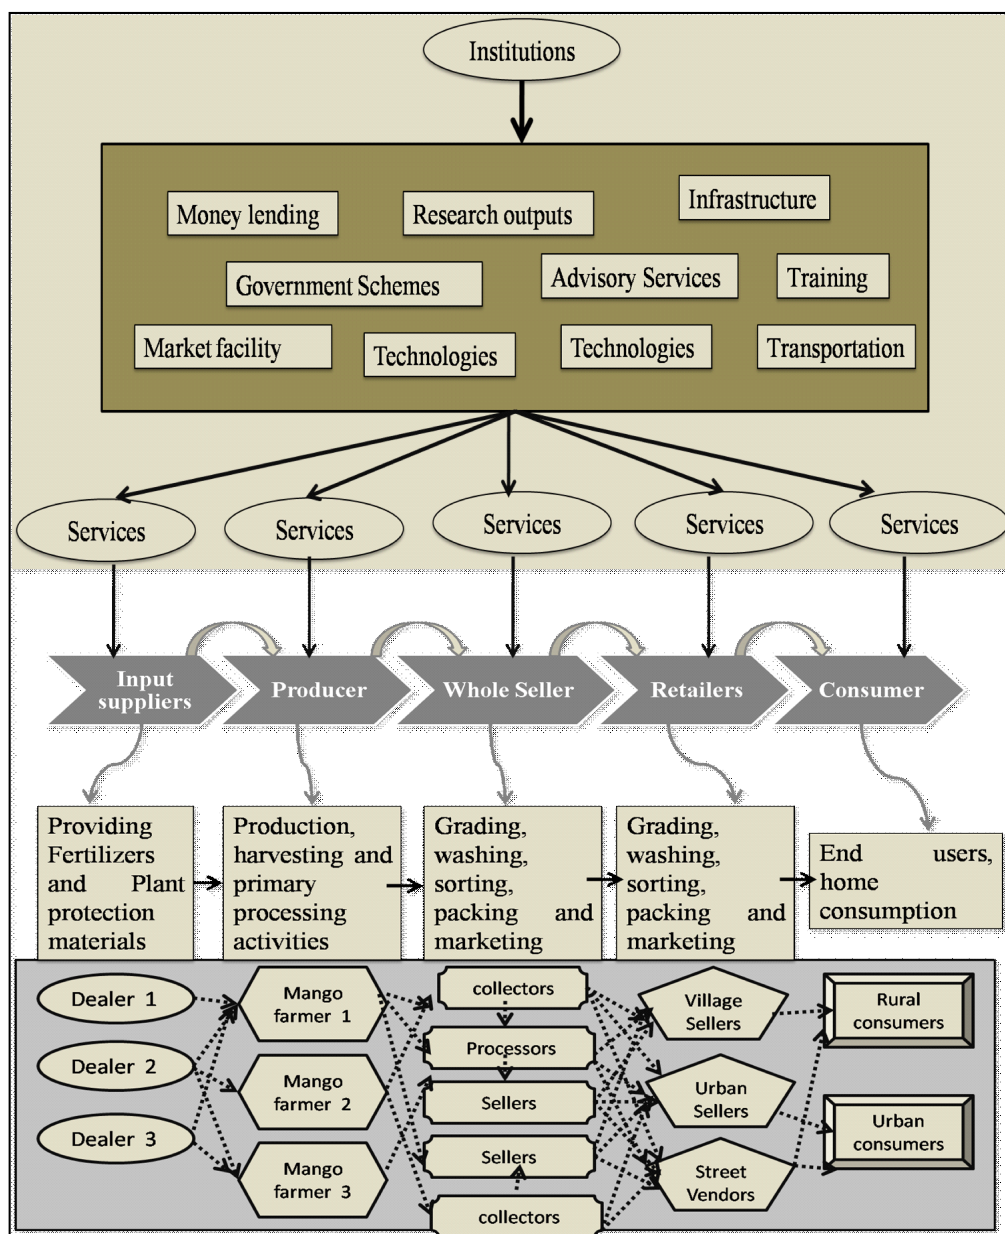 Institutions
Money lending
Research outputs
Infrastructure
Government Schemes
Advisory Services
Training
Market facility
Technologies
Technologies
Transportation
Services
Services
Services
Services
Services
Input
suppliers
Producer
Whole Seller
Retailers
Consumer
Providing
Fertilizers
and Plant
protection
materials
Production,
harvesting and
primary
processing
activities
Grading,
washing,
sorting,
packing and
marketing
Grading,
washing,
sorting,
packing and
marketing
End users,
home
consumption
Dealer 1
Dealer 2
Dealer 3
Mango
farmer 1
Mango
farmer 2
Mango
farmer 3
collectors
Processors
Sellers
Sellers
collectors
Village
Sellers
Urban
Sellers
Street
Vendors
Rural
consumers
Urban
consumers